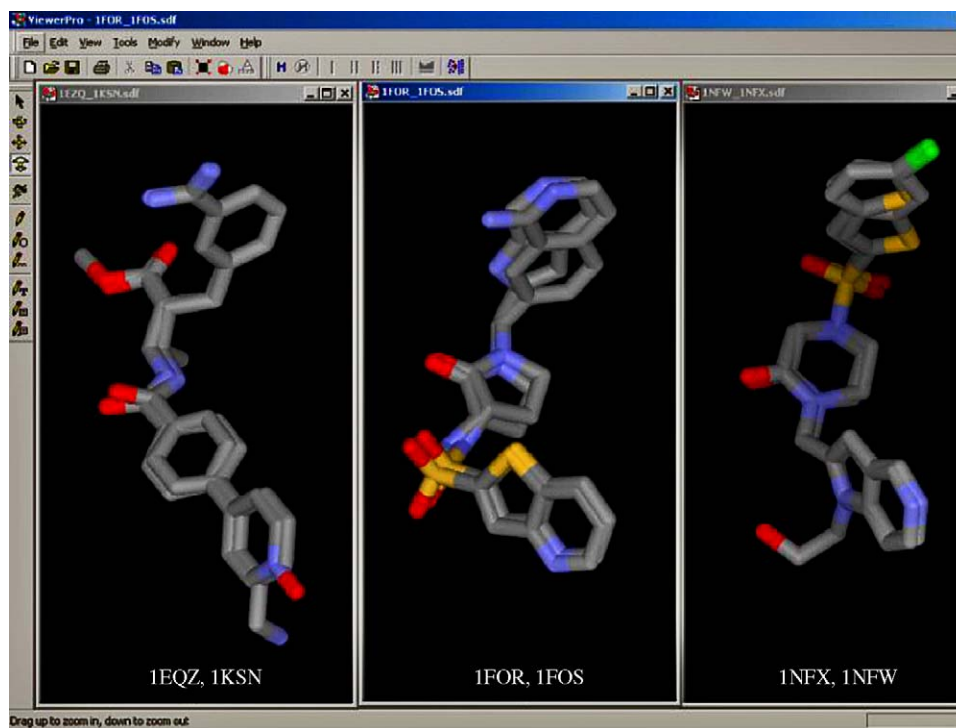 ViewerPro - 1FOR_1FOS.sdf
File Edit View Tools Modify Window Help
1EZQ_1KSN.sdf
1FOR_1FOS.sdf
1NFW_1NFX.sdf
1EQZ, 1KSN
1FOR, 1FOS
1NFX, 1NFW
Drag up to zoom in, down to zoom out